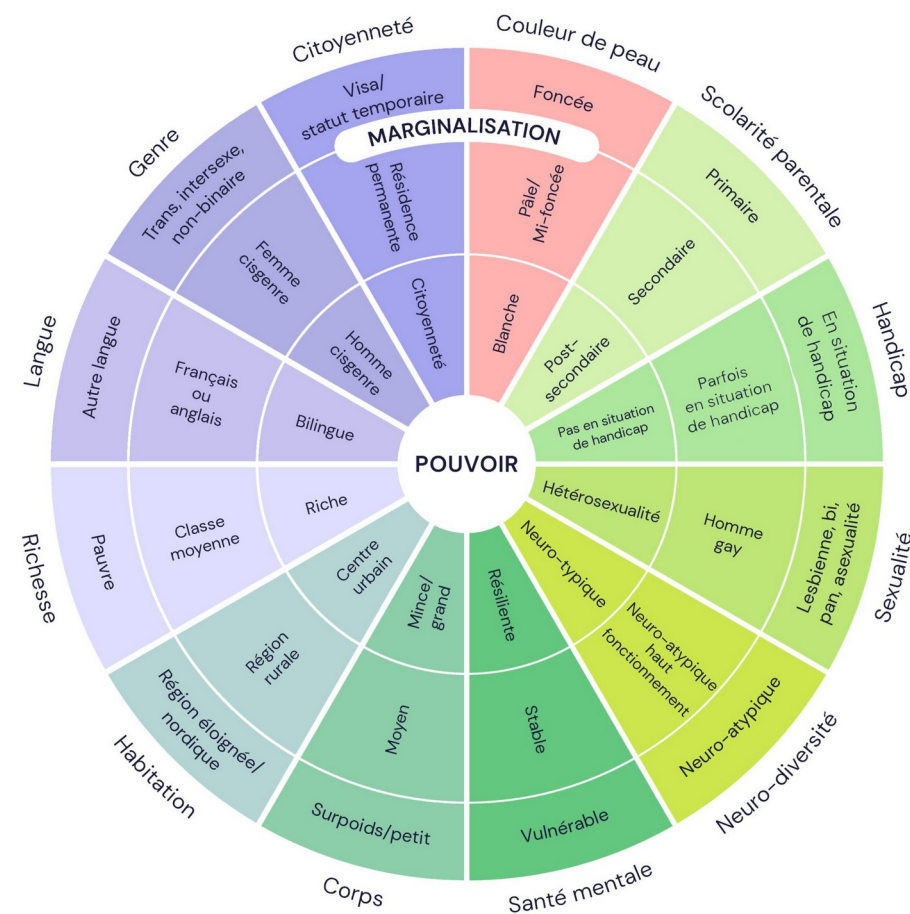 Citoyenneté
Visa/
statut temporaire
Résidence
permanente
Citoyenneté
Couleur de peau
Foncée
Pâle/
Mi-foncée
Blanche
MARGINALISATION
Scolarité parentale
Primaire
Secondaire
Post-
secondaire
Handicap
En situation
de handicap
Parfois
en situation
de handicap
Pas en situation
de handicap
Sexualité
Lesbienne, bi,
pan, asexualité
Homme
gay
Hétérosexualité
Neuro-diversité
Neuro-atypique
Neuro-atypique
haut
fonctionnement
Neuro-typique
Santé mentale
Vulnérable
Stable
Résiliente
Corps
Surpoids/petit
Moyen
Mince/
grand
Habitation
Région éloignée/
nordique
Région
rurale
Centre
urbain
Richesse
Pauvre
Classe
moyenne
Riche
Langue
Autre langue
Français
ou
anglais
Bilingue
Genre
Trans, intersexe,
non-binaire
Femme
cisgenre
Homme
cisgenre
POUVOIR